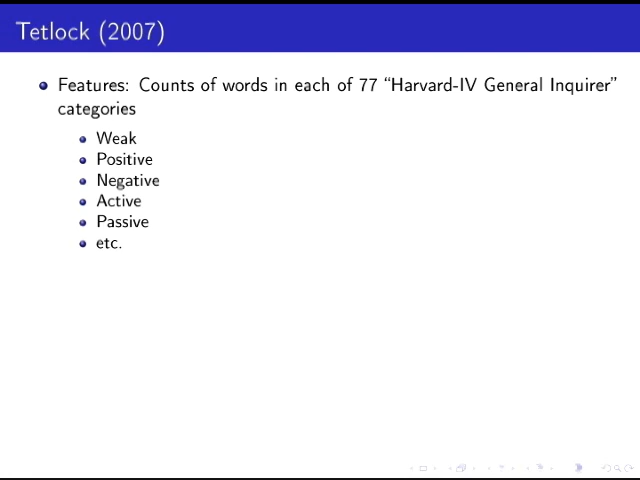 Tetlock (2007)
Features: Counts of words in each of 77 “Harvard-IV General Inquirer”
categories
Weak
Positive
Negative
Active
Passive
etc.